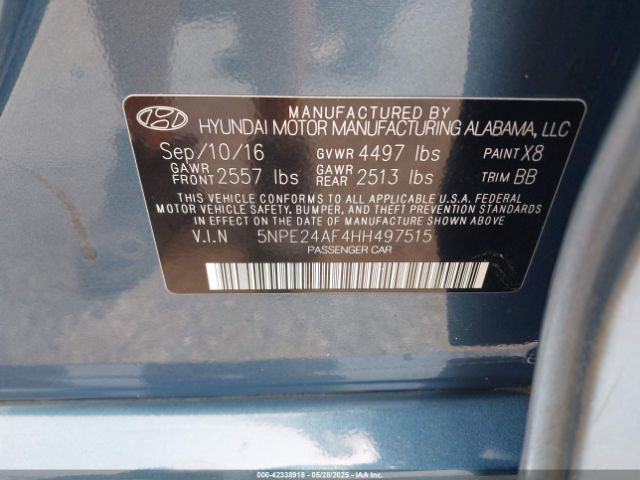 MANUFACTURED BY
HYUNDAI MOTOR MANUFACTURING ALABAMA, LLC
Sep/10/16 GVWR 4497 lbs PAINT X8
GAWR FRONT 2557 lbs GAWR REAR 2513 lbs TRIM BB
THIS VEHICLE CONFORMS TO ALL APPLICABLE U.S.A. FEDERAL
MOTOR VEHICLE SAFETY, BUMPER, AND THEFT PREVENTION
STANDARDS IN EFFECT ON THE DATE OF MANUFACTURE SHOWN ABOVE
V.I.N 5NPE24AF4HH497515
PASSENGER CAR
000-42338918 - 05/28/2025 - IAAI.COM